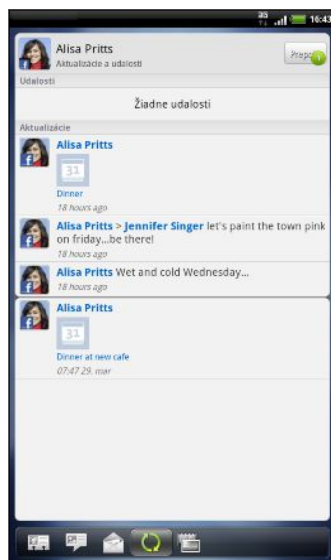 3G 16:43
Alisa Pritts
Aktualizácie a udalosti
Udalosti
Žiadne udalosti
Aktualizácie
Alisa Pritts
31
Dinner
18 hours ago
Alisa Pritts > Jennifer Singer let's paint the town pink
on friday...be there!
18 hours ago
Alisa Pritts Wet and cold Wednesday...
18 hours ago
Alisa Pritts
31
Dinner at new cafe
07:47 29. mar